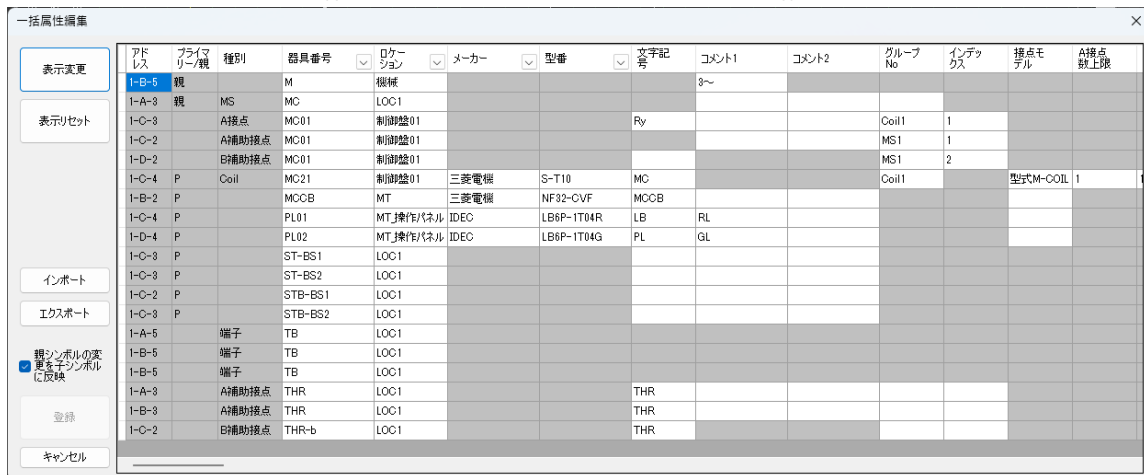 一括属性編集
表示変更
表示リセット
インポート
エクスポート
親シンボルの変更を子シンボルに反映
登録
キャンセル
アドレス プライマリー/親 種別 器具番号 ロケーション メーカー 型番 文字記号 コメント1 コメント2 グループNo インデックス 接点モデル A接点数上限
1-B-5 親 M 機械 3〜
1-A-3 親 MS MC LOC1
1-C-3 A接点 MC01 制御盤01 Ry Coil1 1
1-C-2 A補助接点 MC01 制御盤01 MS1 1
1-D-2 B補助接点 MC01 制御盤01 MS1 2
1-C-4 P Coil MC21 制御盤01 三菱電機 S-T10 MC Coil1 型式M-COIL 1
1-B-2 P MCCB MT 三菱電機 NF32-CVF MCCB
1-C-4 P PL01 MT_操作パネル IDEC LB6P-1T04R LB RL
1-D-4 P PL02 MT_操作パネル IDEC LB6P-1T04G PL GL
1-C-3 P ST-BS1 LOC1
1-C-3 P ST-BS2 LOC1
1-C-2 P STB-BS1 LOC1
1-C-3 P STB-BS2 LOC1
1-A-5 端子 TB LOC1
1-B-5 端子 TB LOC1
1-B-5 端子 TB LOC1
1-A-3 A補助接点 THR LOC1 THR
1-B-3 A補助接点 THR LOC1 THR
1-C-2 B補助接点 THR-b LOC1 THR